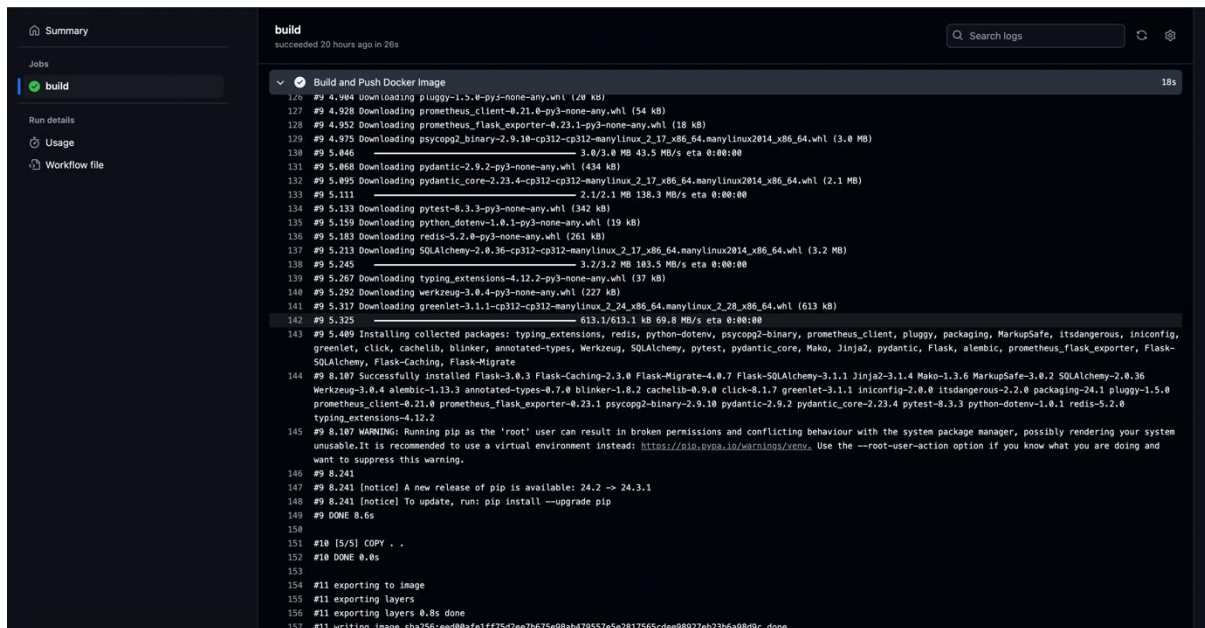 Summary
Jobs
build
Run details
Usage
Workflow file
build
succeeded 20 hours ago in 26s
Search logs
Build and Push Docker Image
18s
126 #9 4.904 Downloading pluggy-1.5.0-py3-none-any.whl (20 kB)
127 #9 4.928 Downloading prometheus_client-0.21.0-py3-none-any.whl (54 kB)
128 #9 4.952 Downloading prometheus_flask_exporter-0.23.1-py3-none-any.whl (18 kB)
129 #9 4.975 Downloading psycopg2_binary-2.9.10-cp312-cp312-manylinux_2_17_x86_64.manylinux2014_x86_64.whl (3.0 MB)
130 #9 5.046 ━━━━━━━━━━━━━━━━━━━━━━━━━━━━━━━━━━━━━━━━ 3.0/3.0 MB 43.5 MB/s eta 0:00:00
131 #9 5.068 Downloading pydantic-2.9.2-py3-none-any.whl (434 kB)
132 #9 5.095 Downloading pydantic_core-2.23.4-cp312-cp312-manylinux_2_17_x86_64.manylinux2014_x86_64.whl (2.1 MB)
133 #9 5.111 ━━━━━━━━━━━━━━━━━━━━━━━━━━━━━━━━━━━━━━━━ 2.1/2.1 MB 138.3 MB/s eta 0:00:00
134 #9 5.133 Downloading pytest-8.3.3-py3-none-any.whl (342 kB)
135 #9 5.159 Downloading python_dotenv-1.0.1-py3-none-any.whl (19 kB)
136 #9 5.183 Downloading redis-5.2.0-py3-none-any.whl (261 kB)
137 #9 5.213 Downloading SQLAlchemy-2.0.36-cp312-cp312-manylinux_2_17_x86_64.manylinux2014_x86_64.whl (3.2 MB)
138 #9 5.245 ━━━━━━━━━━━━━━━━━━━━━━━━━━━━━━━━━━━━━━━━ 3.2/3.2 MB 103.5 MB/s eta 0:00:00
139 #9 5.267 Downloading typing_extensions-4.12.2-py3-none-any.whl (37 kB)
140 #9 5.292 Downloading werkzeug-3.0.4-py3-none-any.whl (227 kB)
141 #9 5.317 Downloading greenlet-3.1.1-cp312-cp312-manylinux_2_24_x86_64.manylinux_2_28_x86_64.whl (613 kB)
142 #9 5.325 ━━━━━━━━━━━━━━━━━━━━━━━━━━━━━━━━━━━━━━━━ 613.1/613.1 kB 69.8 MB/s eta 0:00:00
143 #9 5.409 Installing collected packages: typing_extensions, redis, python-dotenv, psycopg2-binary, prometheus_client, pluggy, packaging, MarkupSafe, itsdangerous, iniconfig,
greenlet, click, cachelib, blinker, annotated-types, Werkzeug, SQLAlchemy, pytest, pydantic_core, Mako, Jinja2, pydantic, Flask, alembic, prometheus_flask_exporter, Flask-
SQLAlchemy, Flask-Caching, Flask-Migrate
144 #9 8.107 Successfully installed Flask-3.0.3 Flask-Caching-2.3.0 Flask-Migrate-4.0.7 Flask-SQLAlchemy-3.1.1 Jinja2-3.1.4 Mako-1.3.6 MarkupSafe-3.0.2 SQLAlchemy-2.0.36
Werkzeug-3.0.4 alembic-1.13.3 annotated-types-0.7.0 blinker-1.8.2 cachelib-0.9.0 click-8.1.7 greenlet-3.1.1 iniconfig-2.0.0 itsdangerous-2.2.0 packaging-24.1 pluggy-1.5.0
prometheus_client-0.21.0 prometheus_flask_exporter-0.23.1 psycopg2-binary-2.9.10 pydantic-2.9.2 pydantic_core-2.23.4 pytest-8.3.3 python-dotenv-1.0.1 redis-5.2.0
typing_extensions-4.12.2
145 #9 8.107 WARNING: Running pip as the 'root' user can result in broken permissions and conflicting behaviour with the system package manager, possibly rendering your system
unusable.It is recommended to use a virtual environment instead: https://pip.pypa.io/warnings/venv. Use the --root-user-action option if you know what you are doing and
want to suppress this warning.
146 #9 8.241
147 #9 8.241 [notice] A new release of pip is available: 24.2 -> 24.3.1
148 #9 8.241 [notice] To update, run: pip install --upgrade pip
149 #9 DONE 8.6s
150
151 #10 [5/5] COPY . .
152 #10 DONE 0.0s
153
154 #11 exporting to image
155 #11 exporting layers
156 #11 exporting layers 0.8s done
157 #11 writing image done